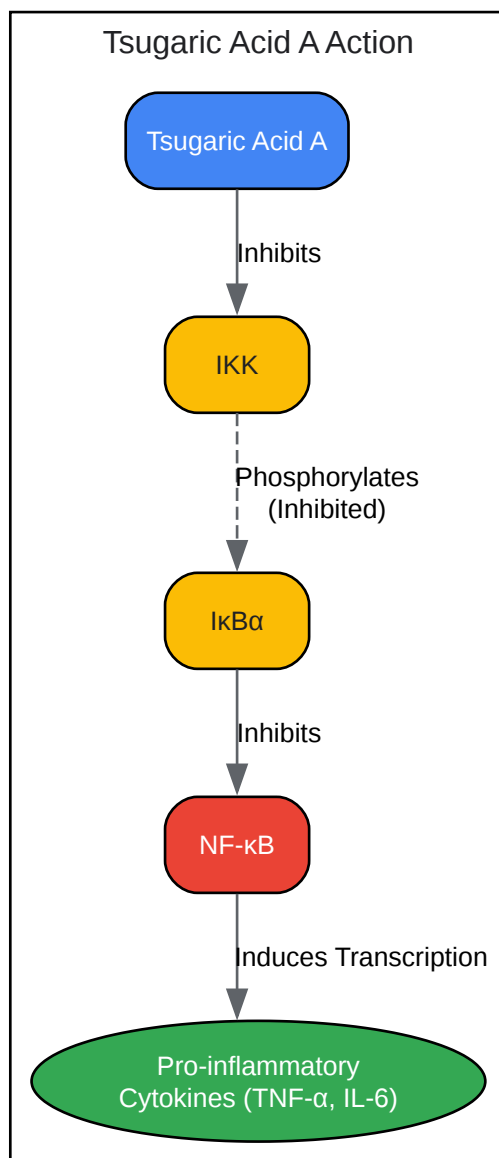 Tsugaric Acid A Action
Tsugaric Acid A
Inhibits
IKK
Phosphorylates
(Inhibited)
IκBα
Inhibits
NF-κB
Induces Transcription
Pro-inflammatory
Cytokines (TNF-α, IL-6)